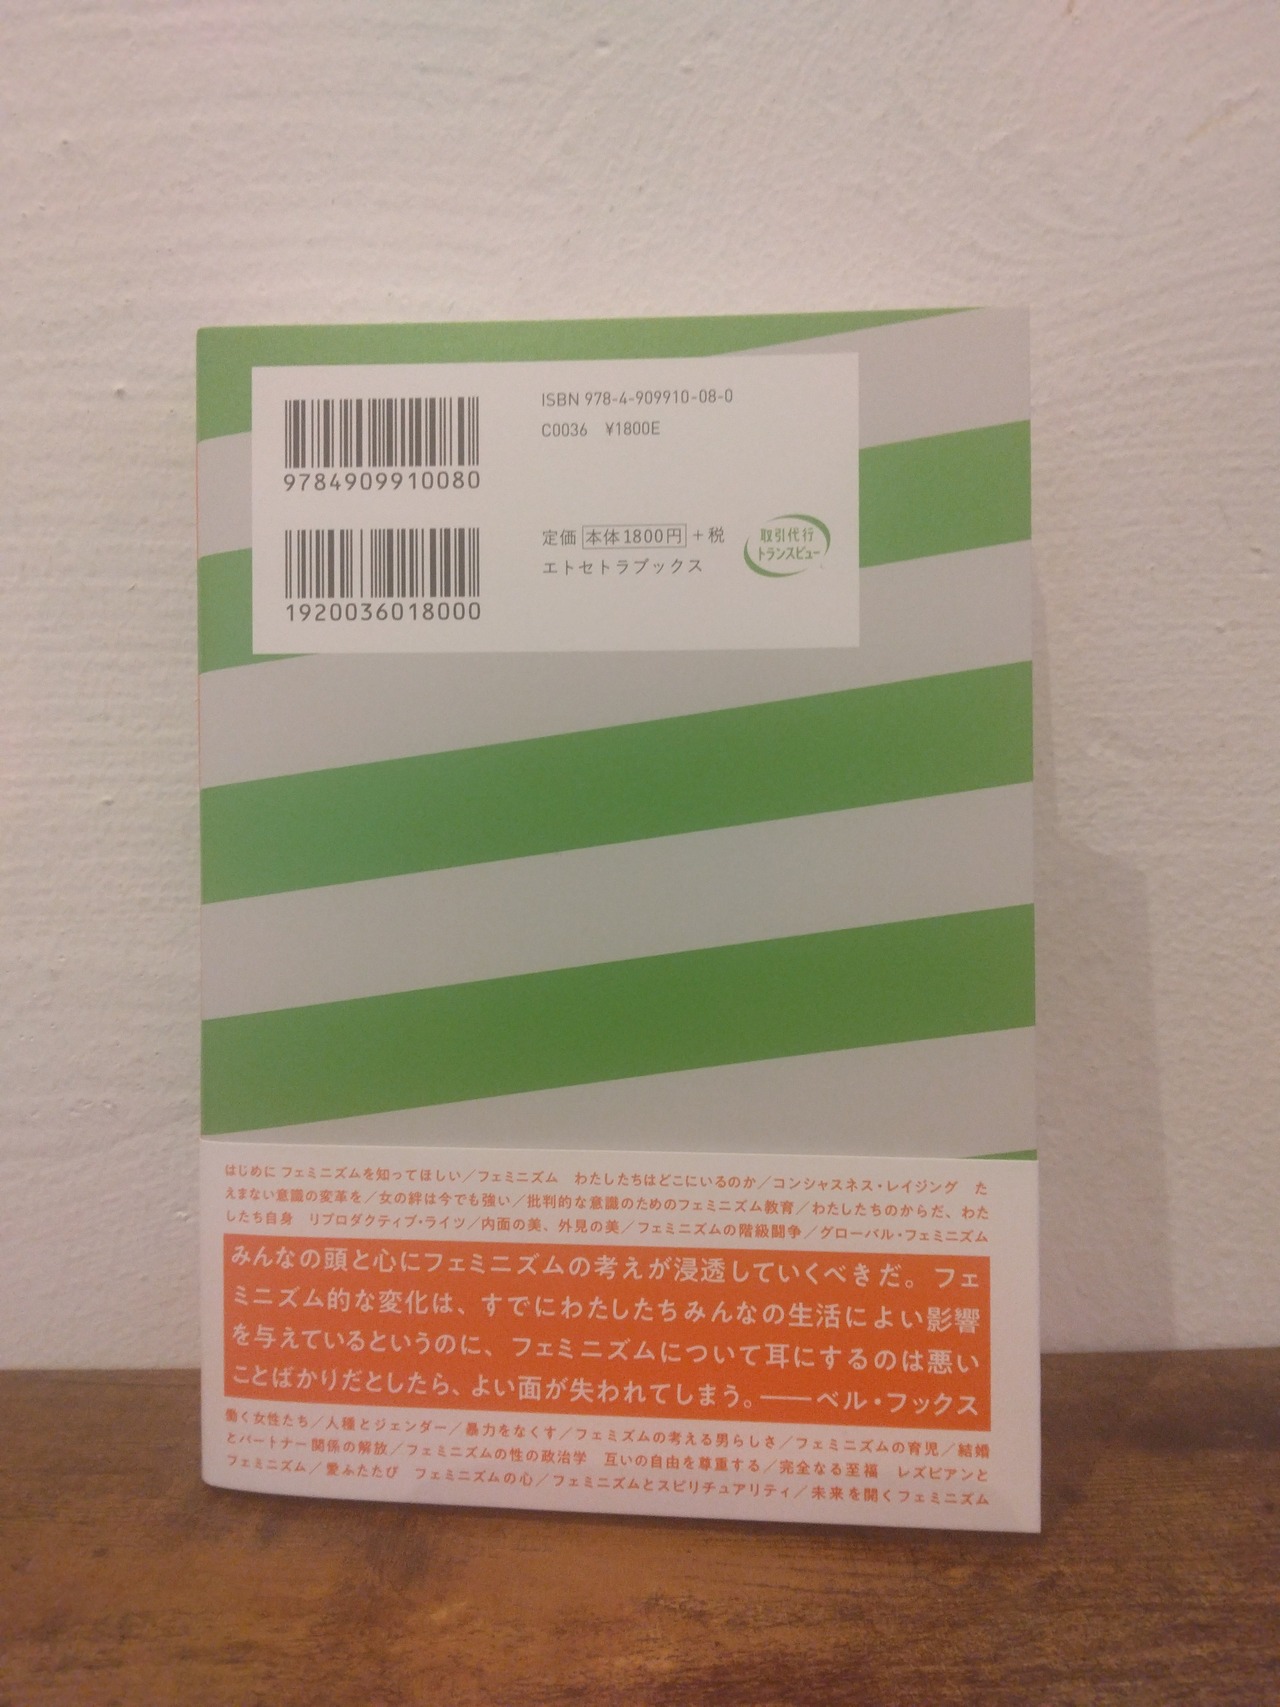 ISBN 978-4-909910-08-0
C0036 ¥1800E
9784909910080
1920036018000
定価 本体1800円 +税
エトセトラブックス
取引代行
トランスビュー
はじめに フェミニズムを知ってほしい/フェミニズム わたしたちはどこにいるのか/コンシャスネス・レイジング た
えまない意識の変革を/女の絆は今でも強い/批判的な意識のためのフェミニズム教育/わたしたちのからだ、わた
したち自身 リプロダクティブ・ライツ/内面の美、外見の美/フェミニズムの階級闘争/グローバル・フェミニズム
みんなの頭と心にフェミニズムの考えが浸透していくべきだ。フェ
ミニズム的な変化は、すでにわたしたちみんなの生活によい影響
を与えているというのに、フェミニズムについて耳にするのは悪い
ことばかりだとしたら、よい面が失われてしまう。――ベル・フックス
働く女性たち/人種とジェンダー/暴力をなくす/フェミズムの考える男らしさ/フェミニズムの育児/結婚
とパートナー関係の解放/フェミニズムの性の政治学 互いの自由を尊重する/完全なる至福 レズビアンと
フェミニズム/愛ふたたび フェミニズムの心/フェミニズムとスピリチュアリティ/未来を開くフェミニズム